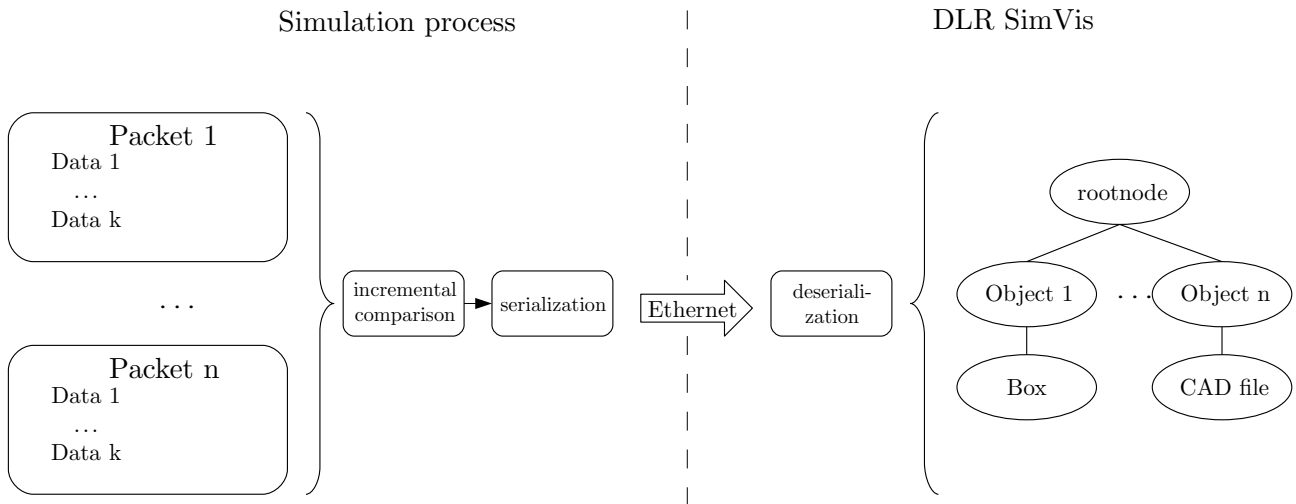 Simulation process
DLR SimVis
Packet 1
Data 1
...
Data k
...
Packet n
Data 1
...
Data k
incremental
comparison
serialization
Ethernet
deseriali-
zation
rootnode
Object 1
...
Object n
Box
CAD file